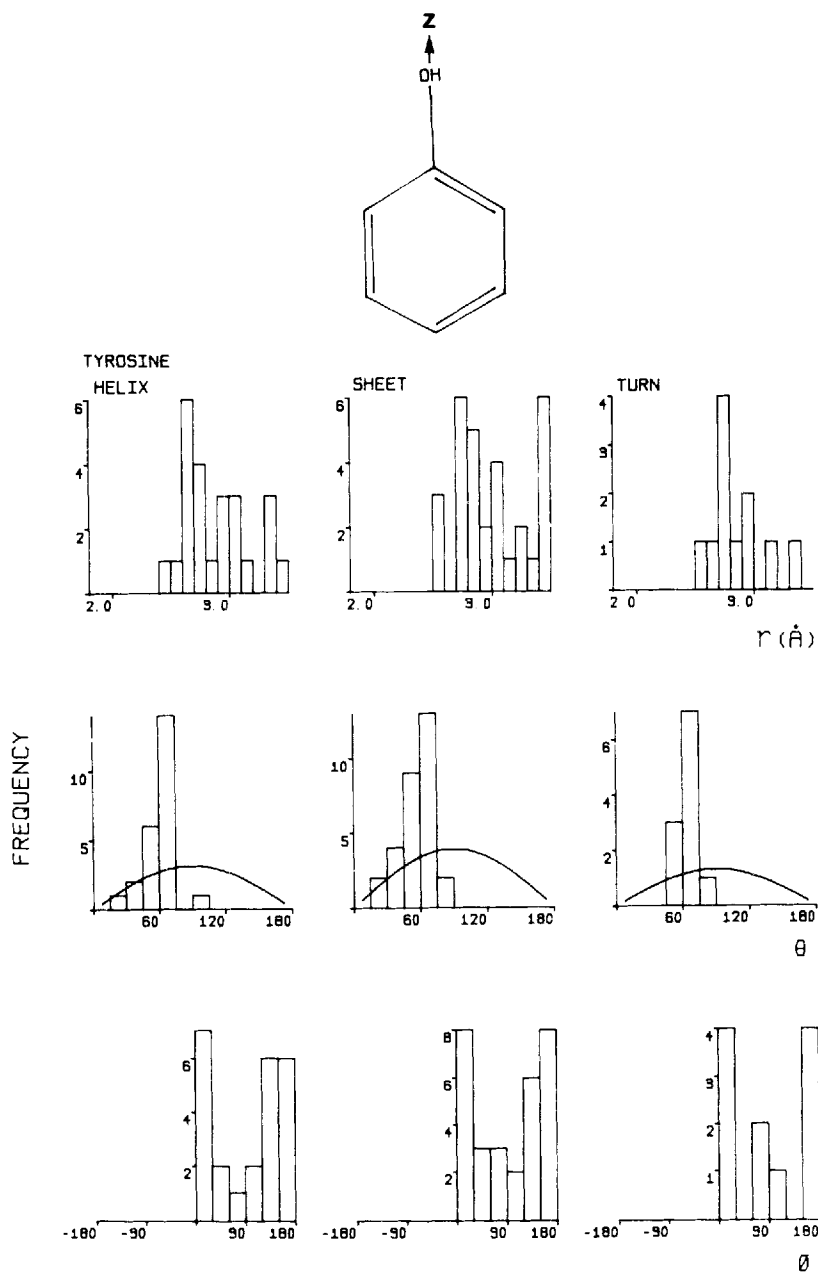 Z
OH
TYROSINE
HELIX SHEET TURN
6 6 4
4 4 3
2 2 2
1
2.0 9.0 2.0 9.0 2.0 9.0
r (Å)
FREQUENCY
10 10 6
5 5 4
2
60 120 180 60 120 180 60 120 180
θ
6 8 4
4 6 3
2 4 2
2 1
-180 -90 90 180 -180 -90 90 180 -180 -90 90 180
Ø